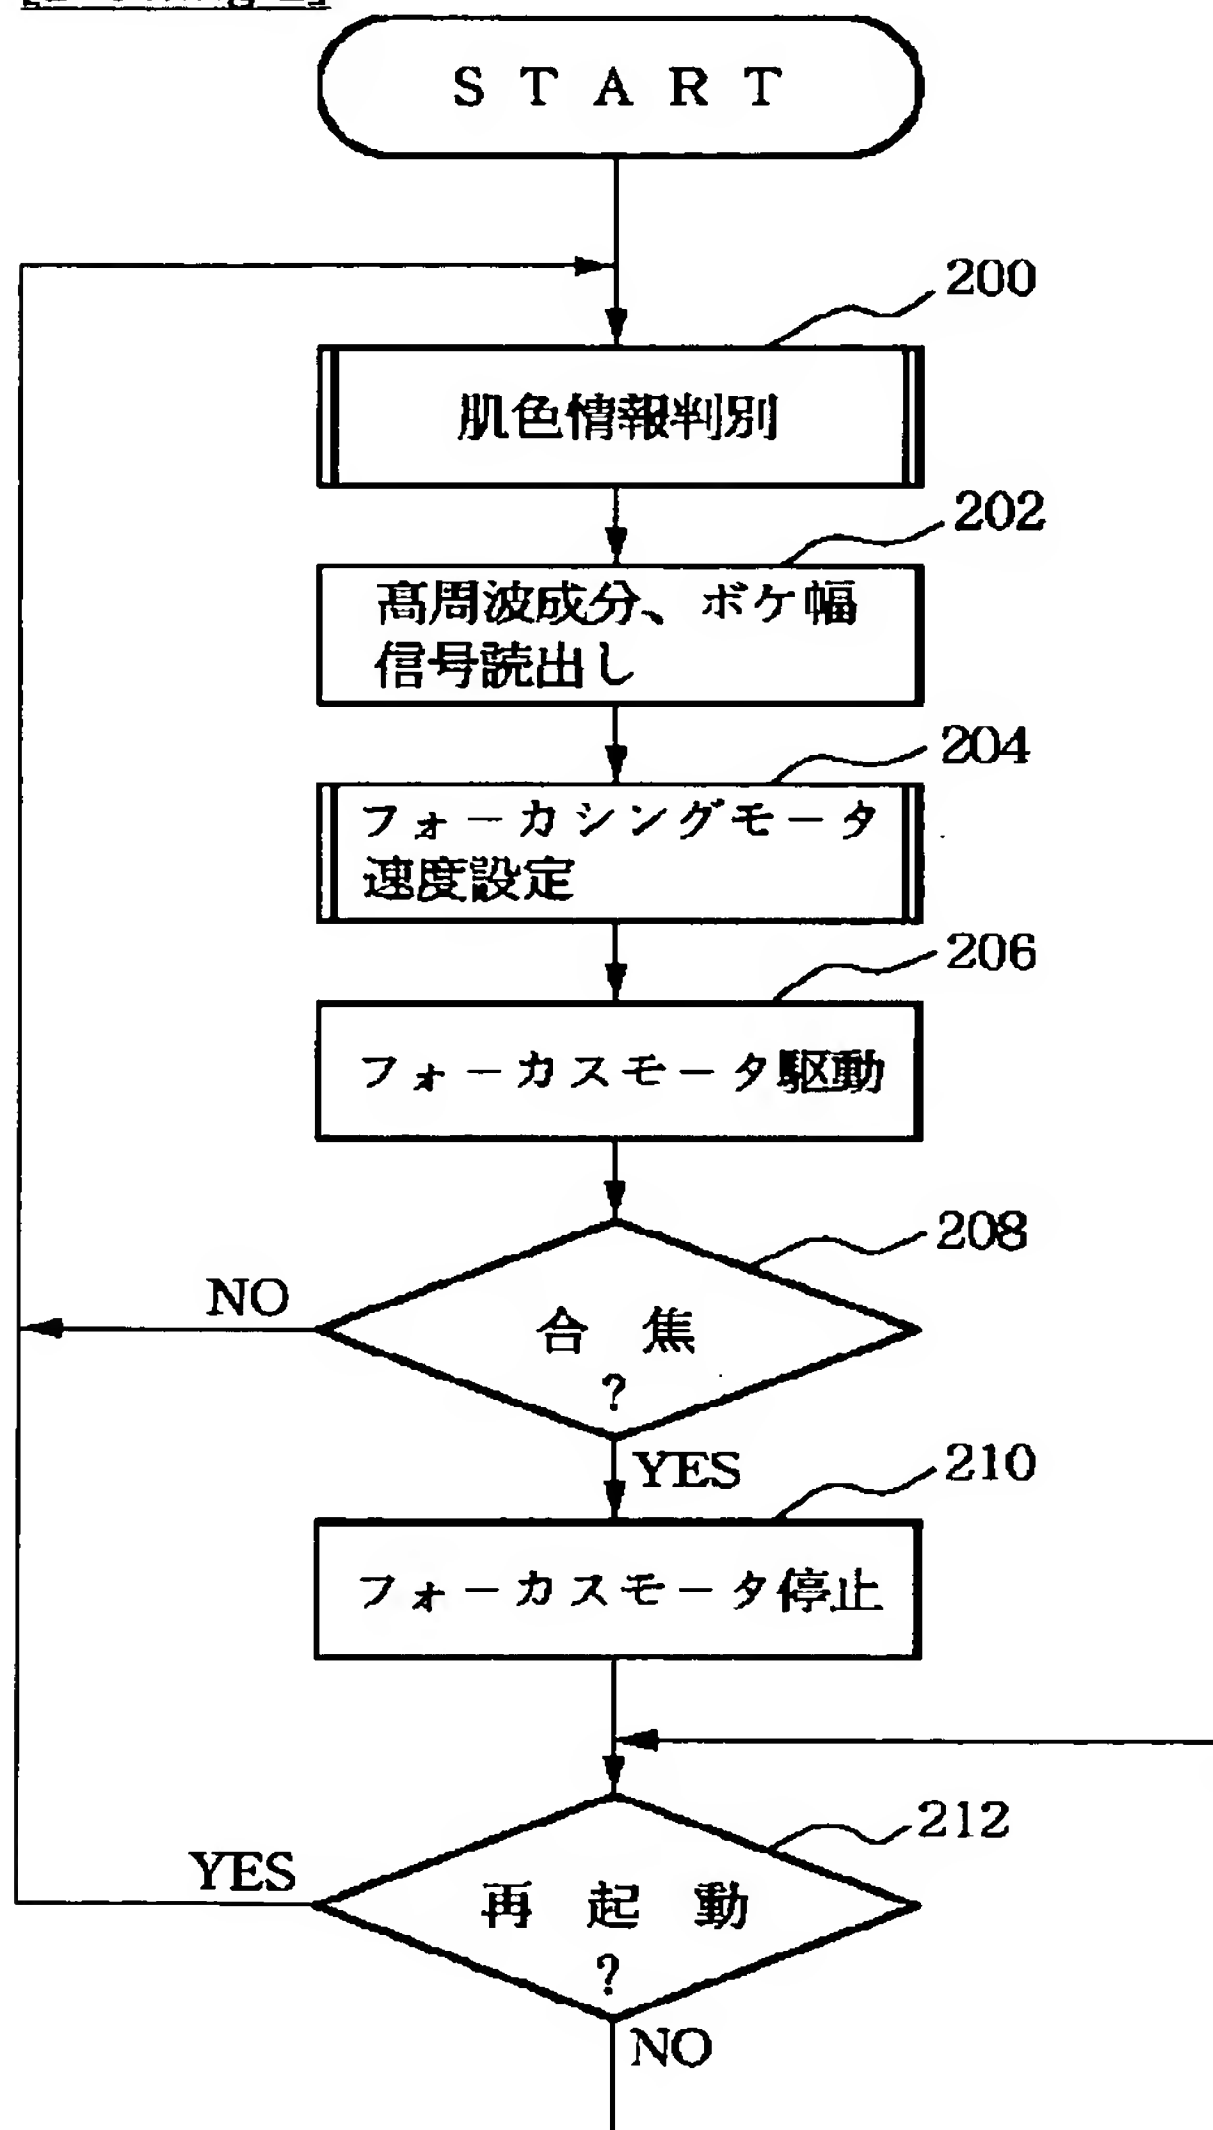 START
200
肌色情報判別
202
高周波成分、ボケ幅
信号読出し
204
フォーカシングモータ
速度設定
206
フォーカスモータ駆動
208
NO
合焦
?
YES
210
フォーカスモータ停止
212
YES
再起動
?
NO